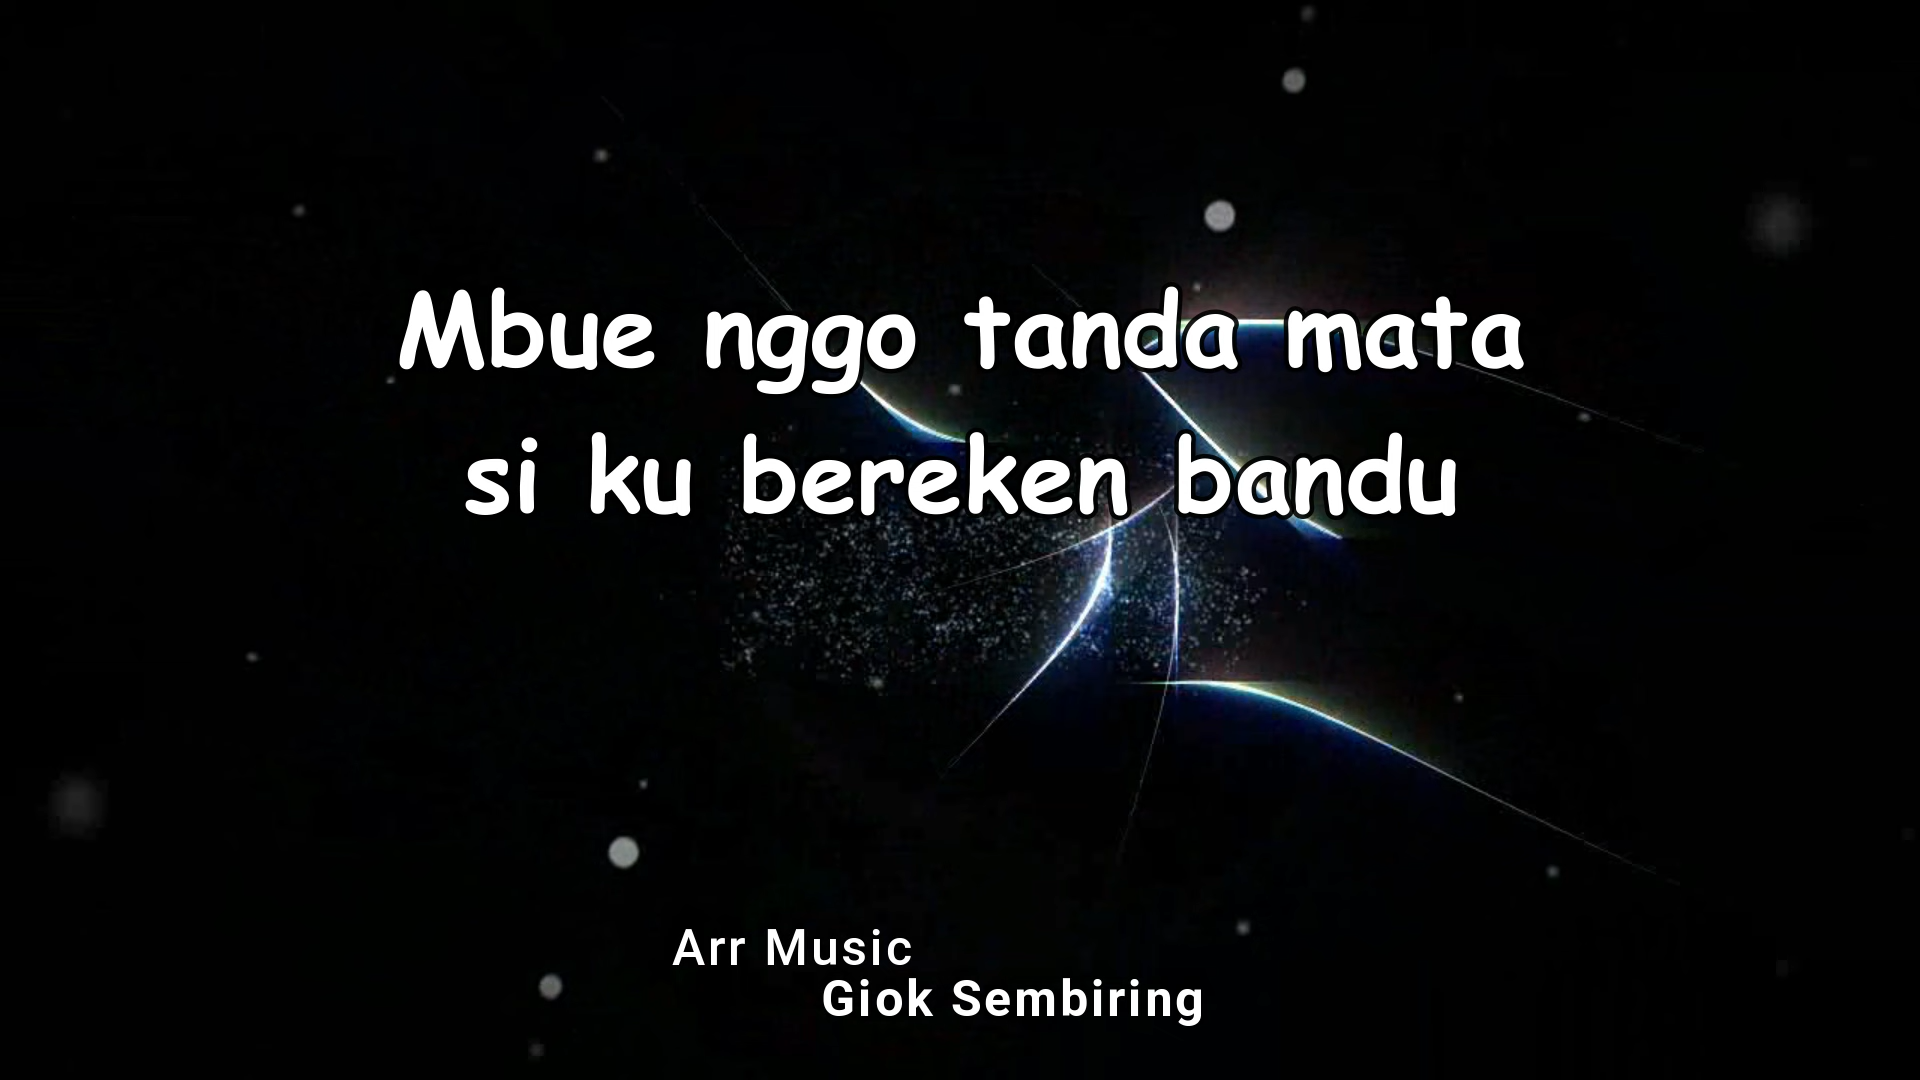 Mbue nggo tanda mata
si ku bereken bandu
Arr Music
Giok Sembiring